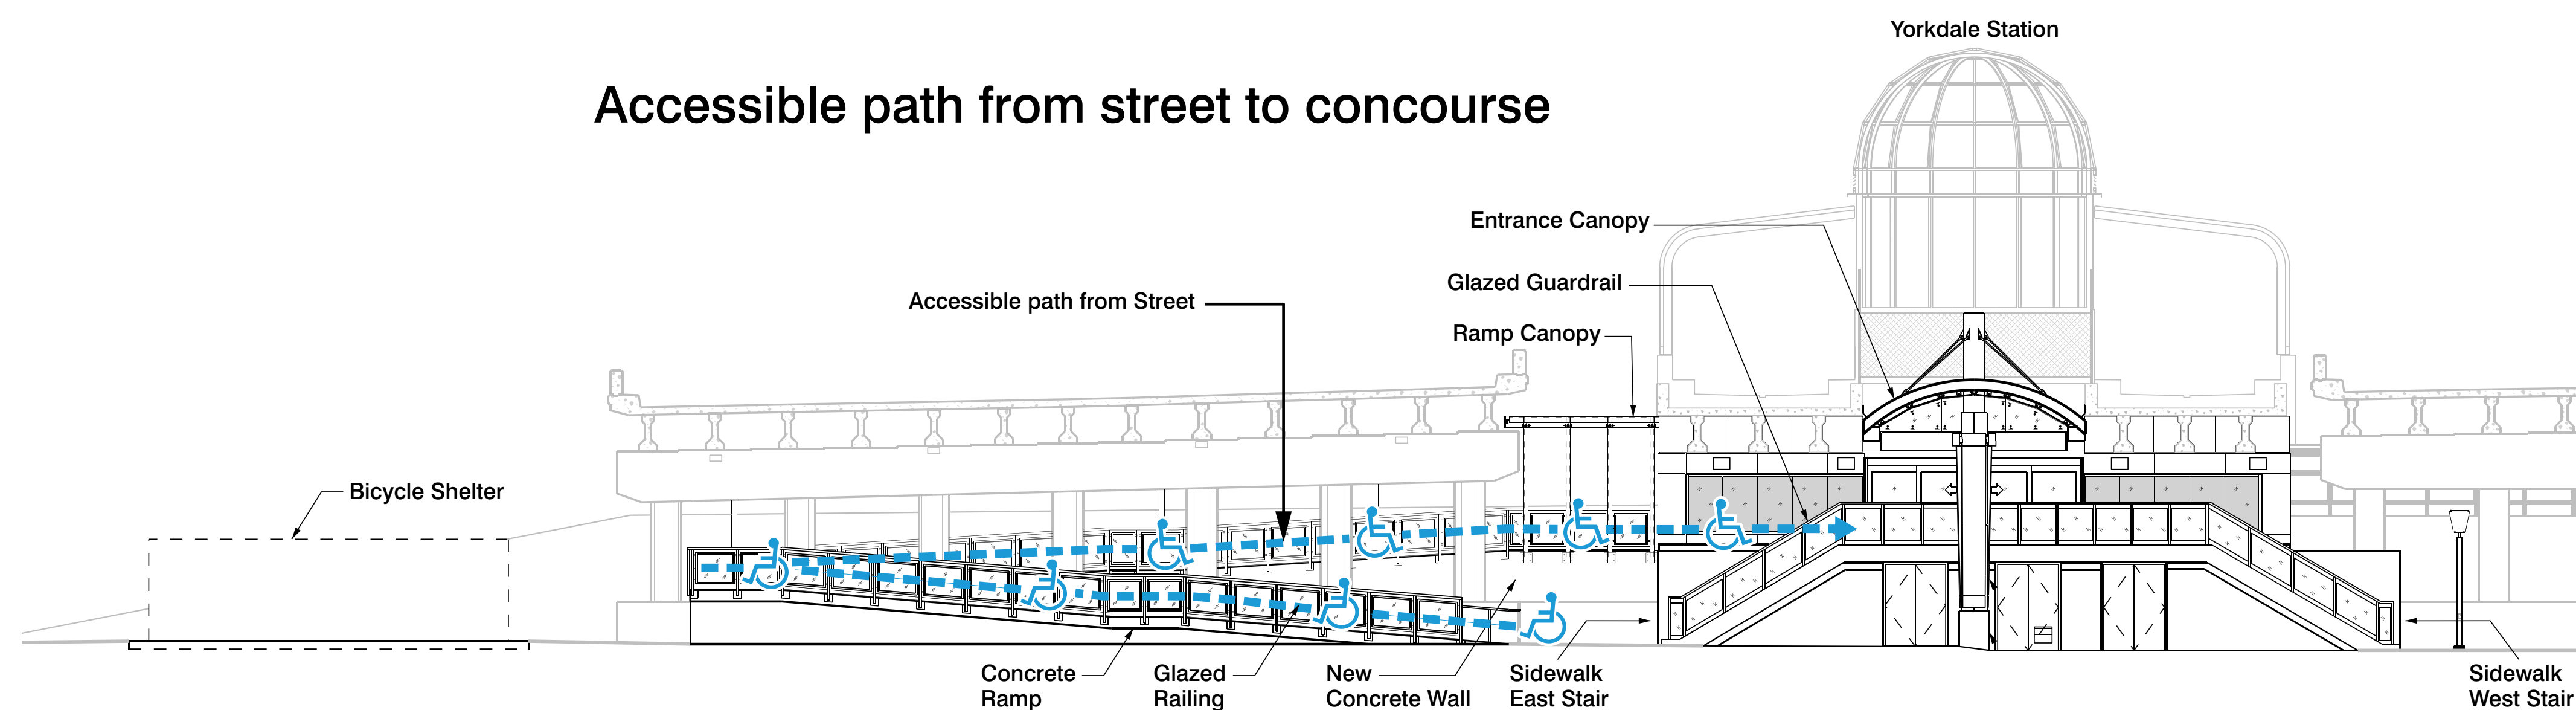 Yorkdale Station
Accessible path from street to concourse
Entrance Canopy
Glazed Guardrail
Accessible path from Street
Ramp Canopy
Bicycle Shelter
Concrete
Ramp
Glazed
Railing
New
Concrete Wall
Sidewalk
East Stair
Sidewalk
West Stair